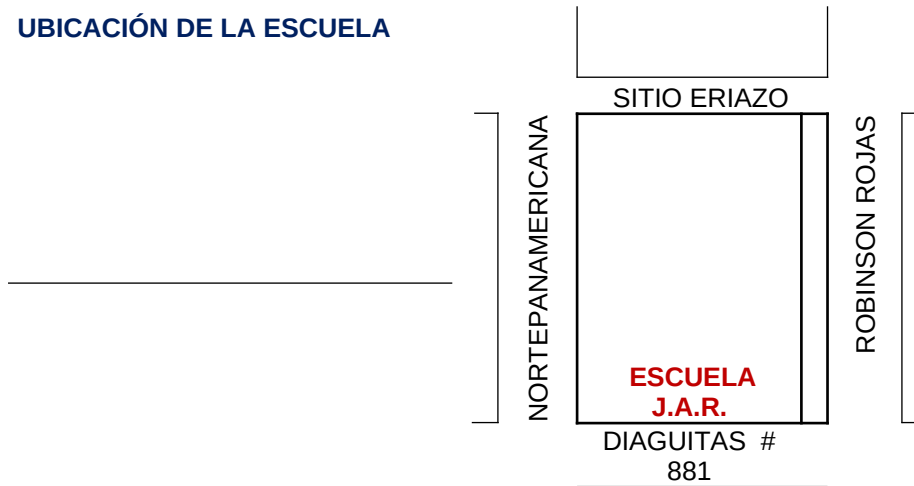 UBICACIÓN DE LA ESCUELA
SITIO ERIAZO
NORTEPANAMERICANA
ROBINSON ROJAS
ESCUELA
J.A.R.
DIAGUITAS #
881